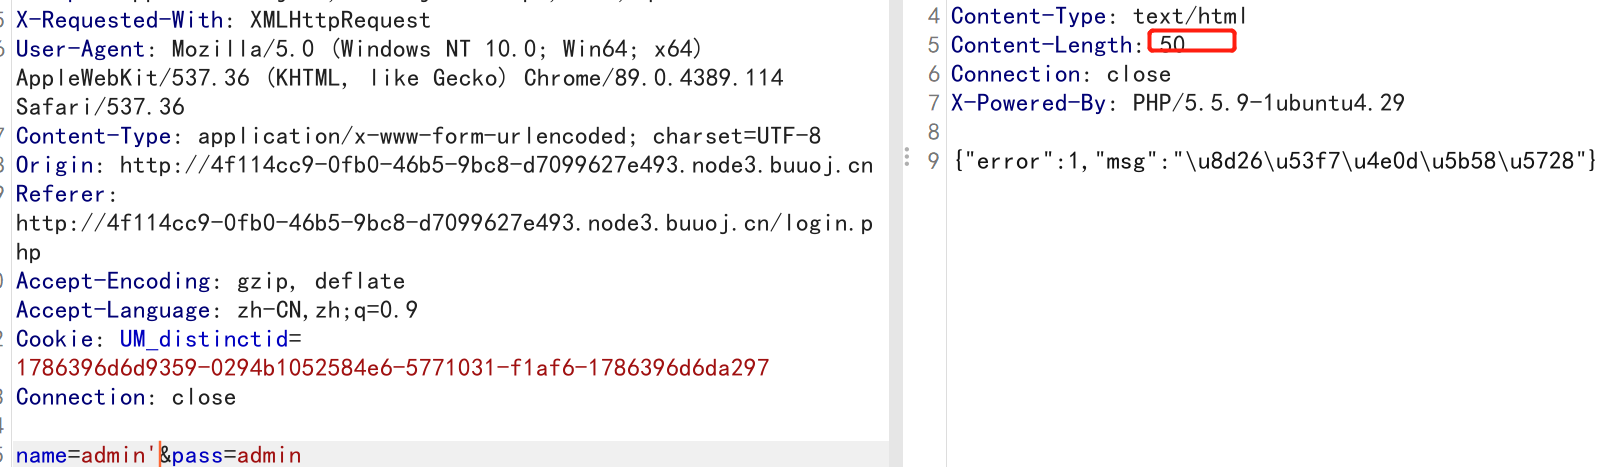 X-Requested-With: XMLHttpRequest
User-Agent: Mozilla/5.0 (Windows NT 10.0; Win64; x64)
AppleWebKit/537.36 (KHTML, like Gecko) Chrome/89.0.4389.114
Safari/537.36
Content-Type: application/x-www-form-urlencoded; charset=UTF-8
Origin: http://4f114cc9-0fb0-46b5-9bc8-d7099627e493.node3.buuoj.cn
Referer:
http://4f114cc9-0fb0-46b5-9bc8-d7099627e493.node3.buuoj.cn/login.p
hp
Accept-Encoding: gzip, deflate
Accept-Language: zh-CN,zh;q=0.9
Cookie: UM_distinctid=
1786396d6d9359-0294b1052584e6-5771031-f1af6-1786396d6da297
Connection: close
name=admin'&pass=admin
4 Content-Type: text/html
5 Content-Length: 50
6 Connection: close
7 X-Powered-By: PHP/5.5.9-1ubuntu4.29
8
9 {"error":1,"msg":"\u8d26\u53f7\u4e0d\u5b58\u5728"}